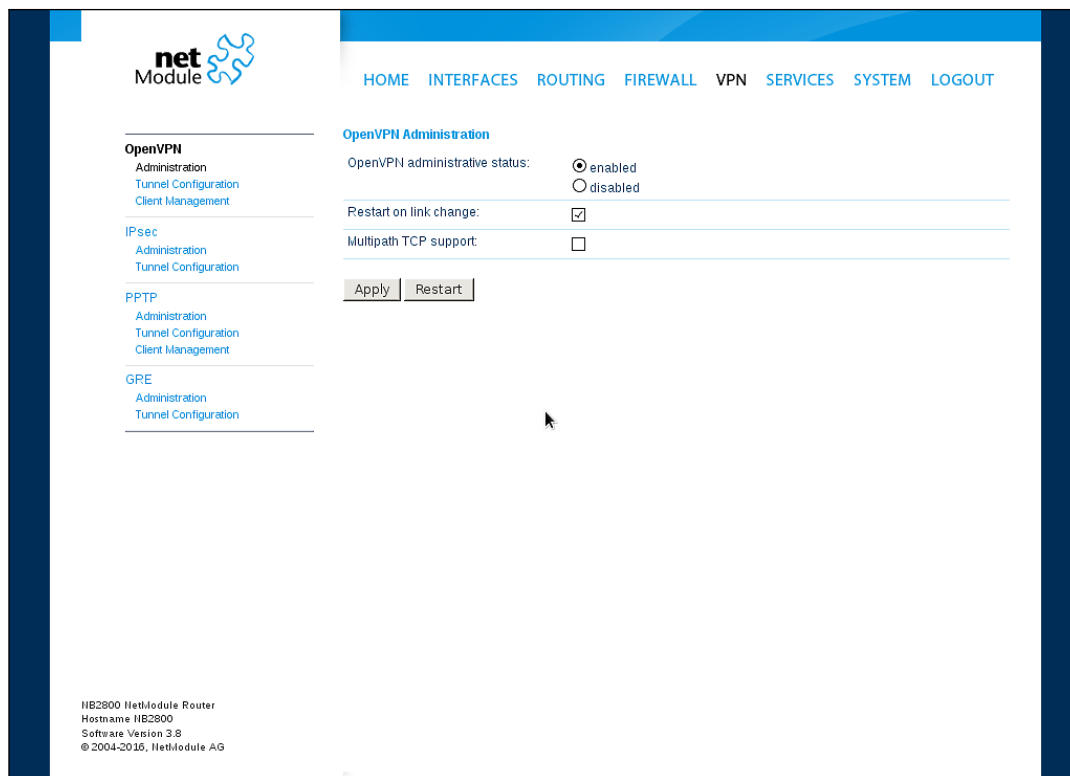 net
Module
HOME INTERFACES ROUTING FIREWALL VPN SERVICES SYSTEM LOGOUT
OpenVPN
Administration
Tunnel Configuration
Client Management
IPsec
Administration
Tunnel Configuration
PPTP
Administration
Tunnel Configuration
Client Management
GRE
Administration
Tunnel Configuration
OpenVPN Administration
OpenVPN administrative status:
enabled
disabled
Restart on link change:
Multipath TCP support:
Apply Restart
NB2800 NetModule Router
Hostname NB2800
Software Version 3.8
© 2004-2016, NetModule AG